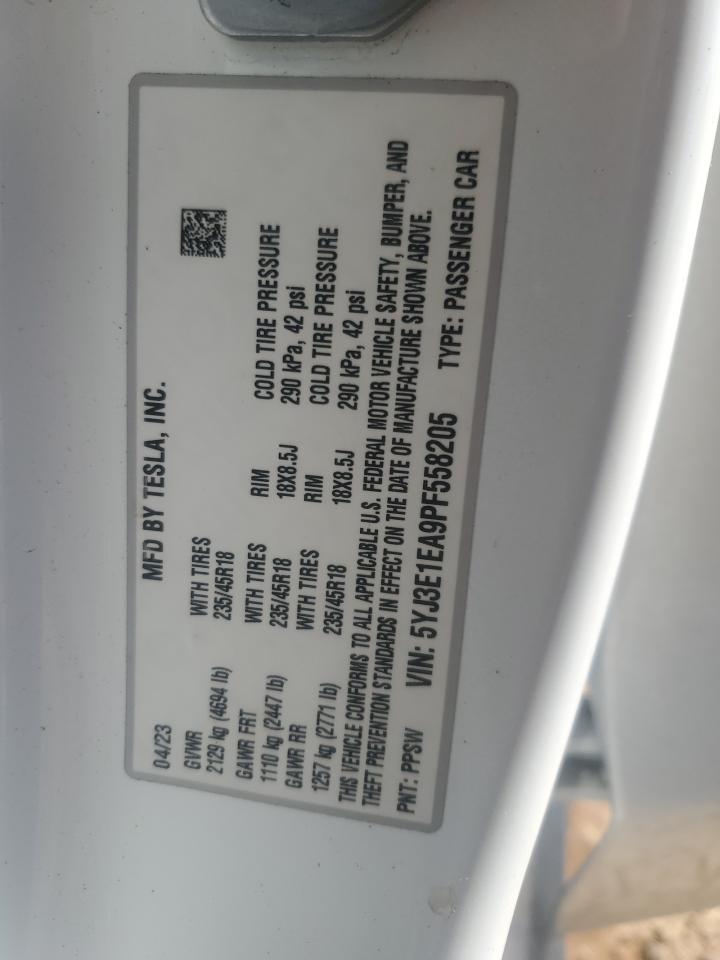 MFD BY TESLA, INC.
04/23
GVWR WITH TIRES
2129 kg (4694 lb) 235/45R18
GAWR FRT WITH TIRES RIM COLD TIRE PRESSURE
1110 kg (2447 lb) 235/45R18 18X8.5J 290 kPa, 42 psi
GAWR RR WITH TIRES RIM COLD TIRE PRESSURE
1257 kg (2771 lb) 235/45R18 18X8.5J 290 kPa, 42 psi
THIS VEHICLE CONFORMS TO ALL APPLICABLE U.S. FEDERAL MOTOR VEHICLE SAFETY, BUMPER, AND
THEFT PREVENTION STANDARDS IN EFFECT ON THE DATE OF MANUFACTURE SHOWN ABOVE.
PNT: PPSW VIN: 5YJ3E1EA9PF558205 TYPE: PASSENGER CAR